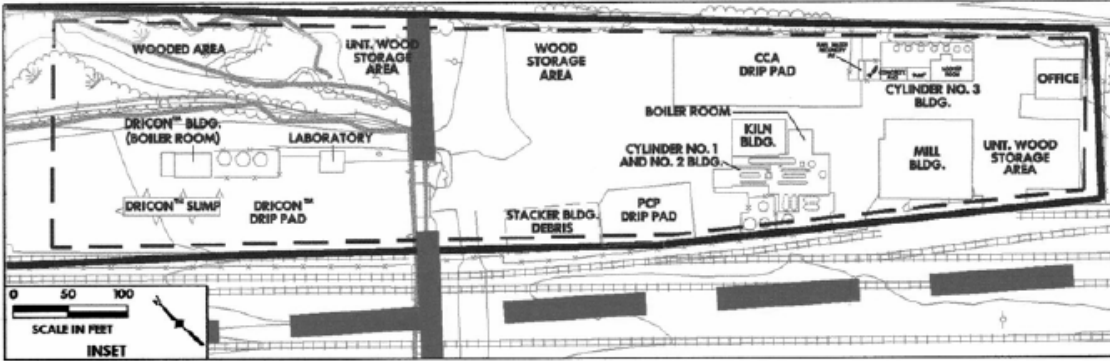 WOODED AREA
UNT. WOOD
STORAGE
AREA
WOOD
STORAGE
AREA
CCA
DRIP PAD
CYLINDER NO. 3
BLDG.
OFFICE
DRICON™ BLDG.
(BOILER ROOM)
LABORATORY
BOILER ROOM
KILN
BLDG.
CYLINDER NO. 1
AND NO. 2 BLDG.
MILL
BLDG.
UNT. WOOD
STORAGE
AREA
DRICON™ SUMP
DRICON™
DRIP PAD
STACKER BLDG.
DEBRIS
PCP
DRIP PAD
0 50 100
SCALE IN FEET
INSET